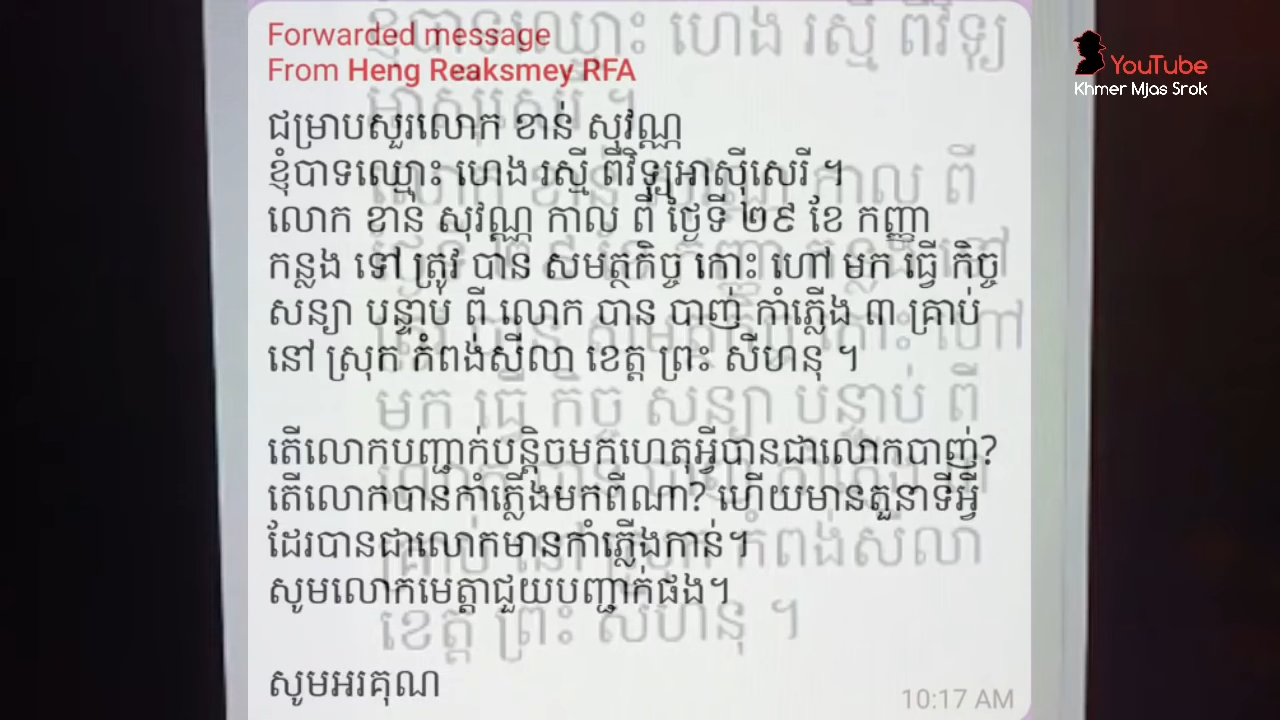 Forwarded message
From Heng Reaksmey RFA
ជម្រាបសួរលោក ខាន់ សុវណ្ណ
ខ្ញុំបាទឈ្មោះ ហេង រស្មី ពីវិទ្យុអាស៊ីសេរី ។
លោក ខាន់ សុវណ្ណ កាល ពី ថ្ងៃទី ២៩ ខែ កញ្ញា
កន្លង ទៅ ត្រូវ បាន សមត្ថកិច្ច កោះ ហៅ មក ធ្វើ កិច្ច
សន្យា បន្ទាប់ ពី លោក បាន បាញ់ កាំភ្លើង ៣ គ្រាប់
នៅ ស្រុក កំពង់សីលា ខេត្ត ព្រះ សីហនុ ។
តើលោកបញ្ជាក់បន្តិចមកហេតុអ្វីបានជាលោកបាញ់?
តើលោកបានកាំភ្លើងមកពីណា? ហើយមានតួនាទីអ្វី
ដែរបានជាលោកមានកាំភ្លើងកាន់។
សូមលោកមេត្តាជួយបញ្ជាក់ផង។
សូមអរគុណ
10:17 AM
YouTube
Khmer Mjas Srok